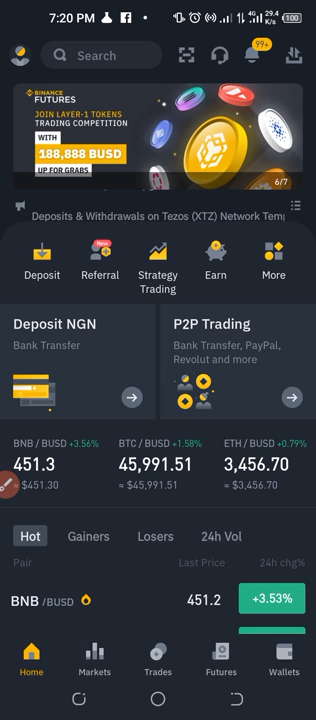 7:20 PM
4G
29.4
K/s
100
Search
99+
BINANCE
FUTURES
JOIN LAYER-1 TOKENS
TRADING COMPETITION
WITH
188,888 BUSD
UP FOR GRABS
6/7
Deposits & Withdrawals on Tezos (XTZ) Network
New
Deposit
Referral
Strategy
Trading
Earn
More
Deposit NGN
Bank Transfer
P2P Trading
Bank Transfer, PayPal,
Revolut and more
BNB / BUSD +3.56%
451.3
≈ $451.30
BTC / BUSD +1.58%
45,991.51
≈ $45,991.51
ETH / BUSD +0.79%
3,456.70
≈ $3,456.70
Hot
Gainers
Losers
24h Vol
Pair
Last Price
24h chg%
BNB /BUSD
451.2
+3.53%
Home
Markets
Trades
Futures
Wallets